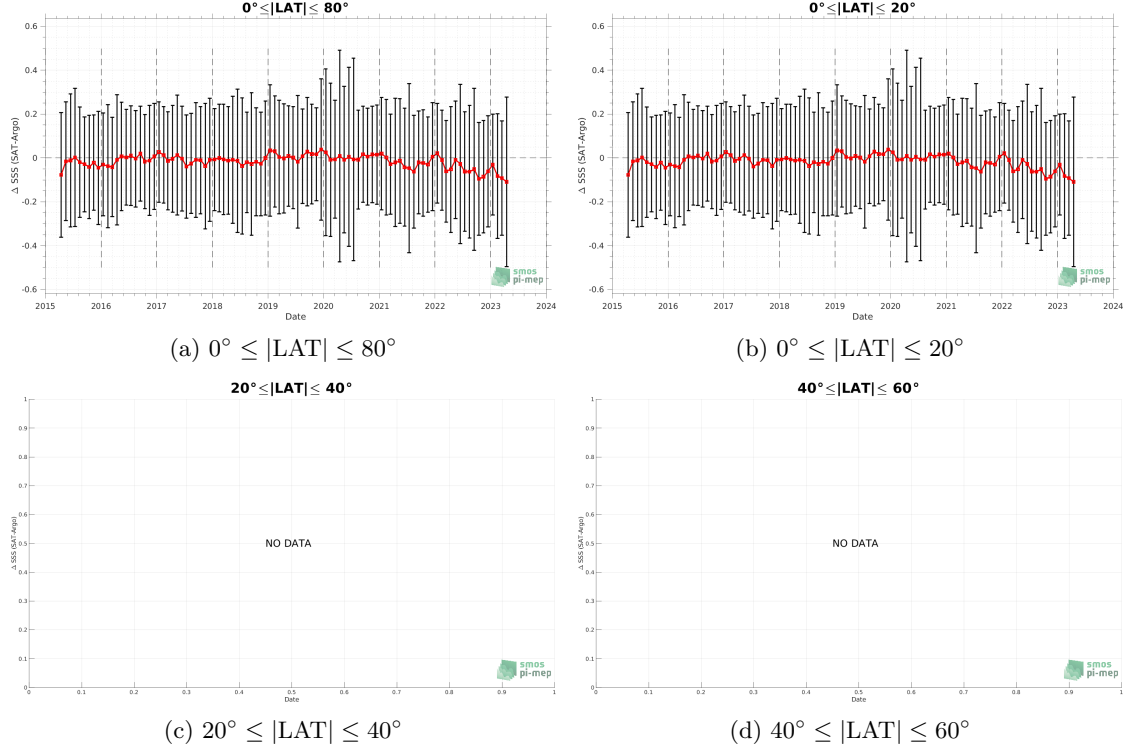 0°≤|LAT|≤ 80°
0.6
0.4
0.2
0
-0.2
-0.4
-0.6
Δ SSS (SAT-Argo)
2015 2016 2017 2018 2019 2020 2021 2022 2023 2024
Date
smos
pi-mep
(a) 0° ≤ |LAT| ≤ 80°
0°≤|LAT|≤ 20°
0.6
0.4
0.2
0
-0.2
-0.4
-0.6
Δ SSS (SAT-Argo)
2015 2016 2017 2018 2019 2020 2021 2022 2023 2024
Date
smos
pi-mep
(b) 0° ≤ |LAT| ≤ 20°
20°≤|LAT|≤ 40°
1
0.9
0.8
0.7
0.6
0.5
0.4
0.3
0.2
0.1
0
Δ SSS (SAT-Argo)
NO DATA
0 0.1 0.2 0.3 0.4 0.5 0.6 0.7 0.8 0.9 1
Date
smos
pi-mep
(c) 20° ≤ |LAT| ≤ 40°
40°≤|LAT|≤ 60°
1
0.9
0.8
0.7
0.6
0.5
0.4
0.3
0.2
0.1
0
Δ SSS (SAT-Argo)
NO DATA
0 0.1 0.2 0.3 0.4 0.5 0.6 0.7 0.8 0.9 1
Date
smos
pi-mep
(d) 40° ≤ |LAT| ≤ 60°